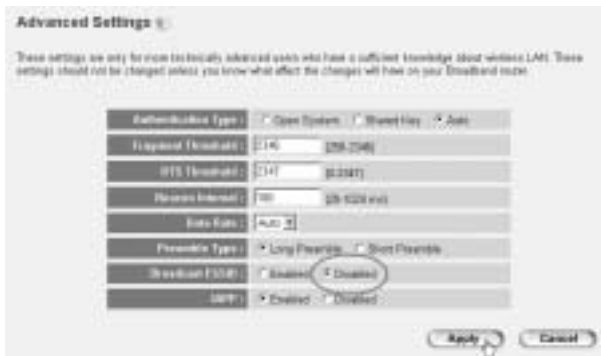 Advanced Settings
These settings are only for more technically advanced users who have a sufficient knowledge about wireless LAN. These
settings should not be changed unless you know what effect the changes will have on your Broadband router.
Authentication Type : Open System Shared Key Auto
Fragment Threshold : 2346 (256-2346)
RTS Threshold : 2347 (0-2347)
Beacon Interval : 100 (20-1024 ms)
Data Rate : Auto
Preamble Type : Long Preamble Short Preamble
Broadcast ESSID : Enabled Disabled
IAPP : Enabled Disabled
Apply Cancel